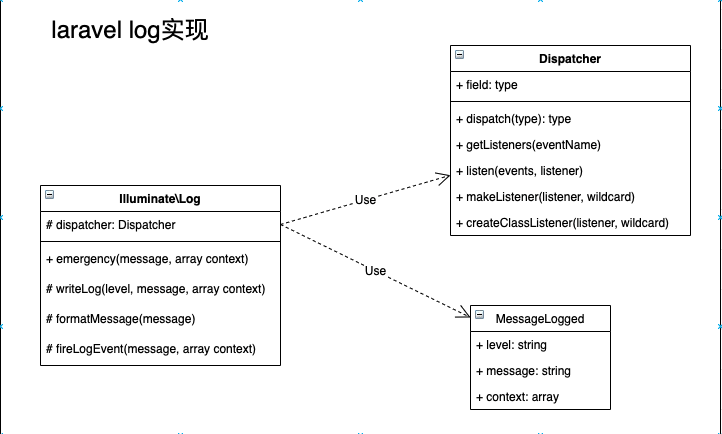 laravel log实现
Dispatcher
+ field: type
+ dispatch(type): type
+ getListeners(eventName)
+ listen(events, listener)
+ makeListener(listener, wildcard)
+ createClassListener(listener, wildcard)
Use
Illuminate\Log
# dispatcher: Dispatcher
+ emergency(message, array context)
# writeLog(level, message, array context)
# formatMessage(message)
# fireLogEvent(message, array context)
Use
MessageLogged
+ level: string
+ message: string
+ context: array